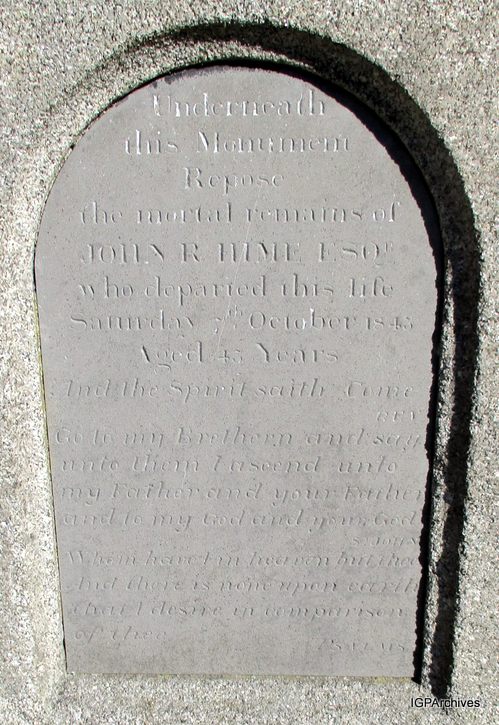 Underneath
this Monument
Repose
the mortal remains of
JOHN R HIME ESQR
who departed this life
Saturday 7th October 1843
Aged 43 Years
And the Spirit saith Come
REV
Go to my Brethern and say
unto them I ascend unto
my Father and your Father
and to my God and your God
St JOHN
Whom have I in heaven but thee
And there is none upon earth
that I desire in comparison
of thee
PSALMS
IGPArchives